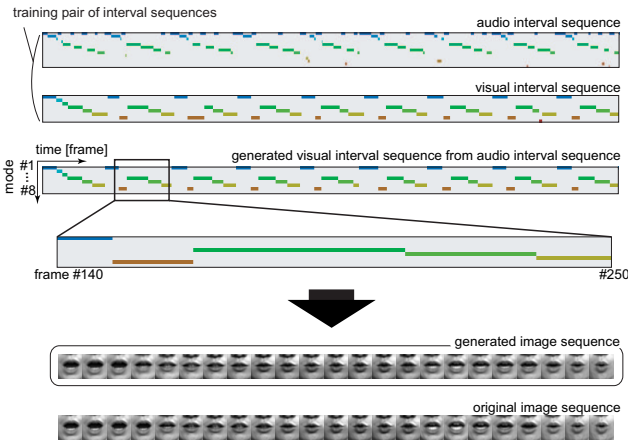 training pair of interval sequences
audio interval sequence
visual interval sequence
time [frame]
generated visual interval sequence from audio interval sequence
mode
#1
...
#8
frame #140
#250
generated image sequence
original image sequence